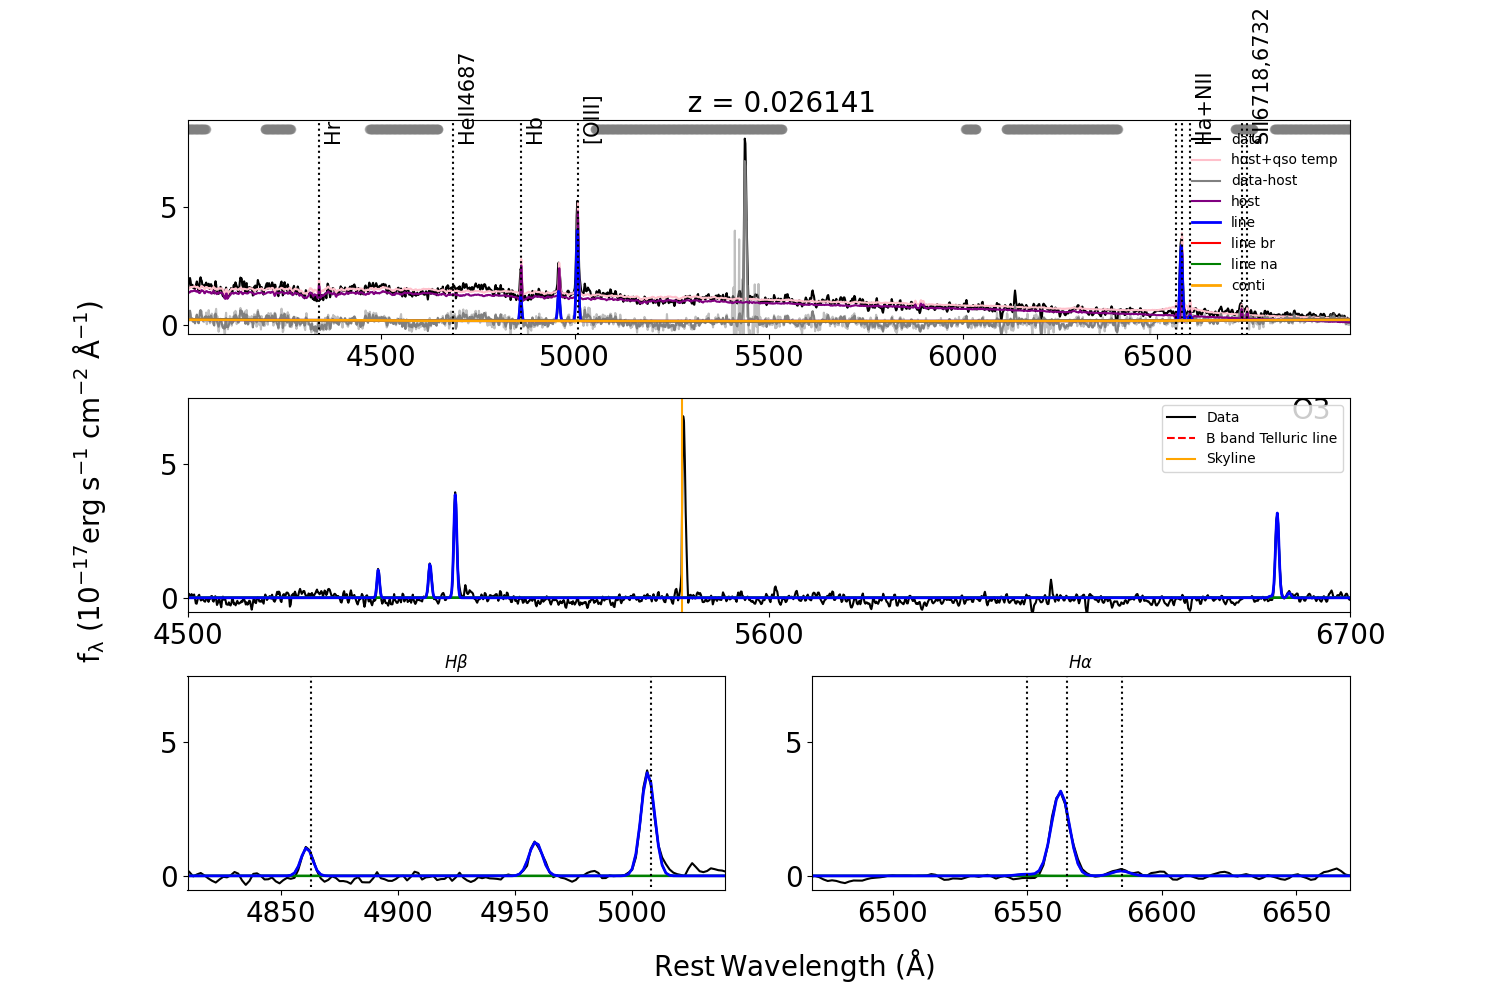 z = 0.026141
Hr
HeII4687
Hb
[OIII]
Ha+NII
SII6718,6732
data
host+qso temp
data-host
host
line
line br
line na
conti
5
0
4500 5000 5500 6000 6500
O3
Data
B band Telluric line
Skyline
5
0
4500 5600 6700
fλ (10⁻¹⁷erg s⁻¹ cm⁻² Å⁻¹)
Hβ
5
0
4850 4900 4950 5000
Hα
5
0
6500 6550 6600 6650
Rest Wavelength (Å)